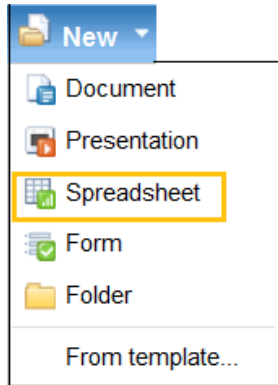 New
Document
Presentation
Spreadsheet
Form
Folder
From template...